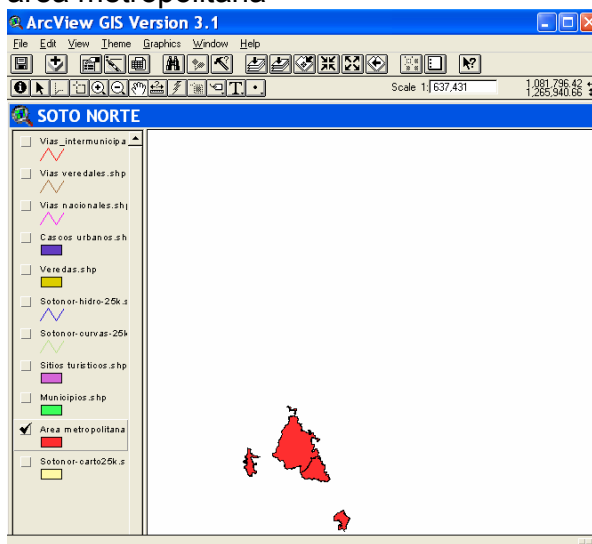 área metropolitana
ArcView GIS Version 3.1
File Edit View Theme Graphics Window Help
Scale 1: 637,431
1,081,796.42
1,265,940.66
SOTO NORTE
Vias_intermunicipa
Vias veredales.shp
Vias nacionales.shp
Cascos urbanos.sh
Veredas.shp
Sotonor-hidro-25k.s
Sotonor-curvas-25k
Sitios turisticos.shp
Municipios.shp
Area metropolitana
Sotonor-carto25k.s